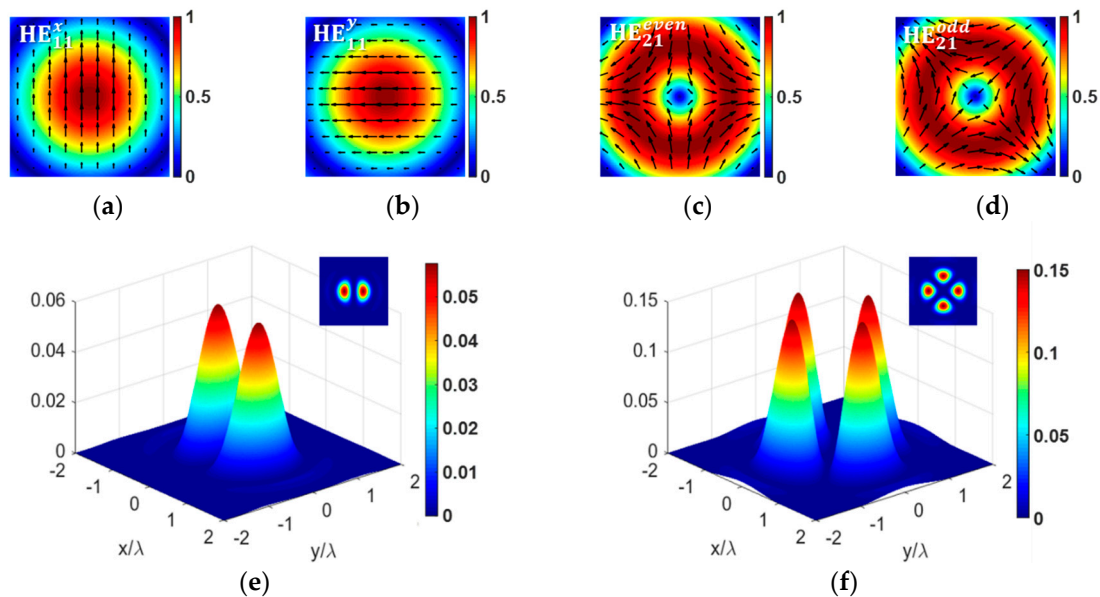 HE₁₁ˣ 1 0.5 0
HE₁₁ʸ 1 0.5 0
HE₂₁ᵉᵛᵉⁿ 1 0.5 0
HE₂₁ᵒᵈᵈ 1 0.5 0
(a) (b) (c) (d)
0.06 0.04 0.02 0
-2 -1 0 1 2
x/λ
-2 -1 0 1 2
y/λ
0.05 0.04 0.03 0.02 0.01 0
0.15 0.1 0.05 0
-2 -1 0 1 2
x/λ
-2 -1 0 1 2
y/λ
0.15 0.10 0.05 0
(e) (f)